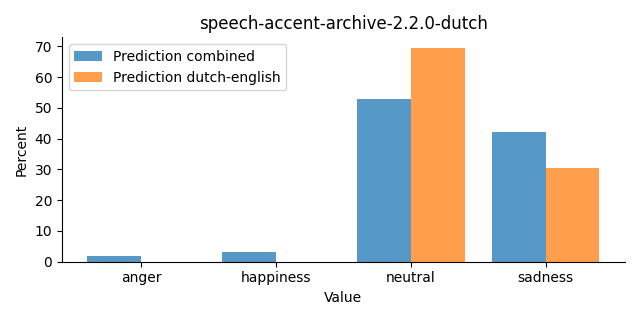 speech-accent-archive-2.2.0-dutch
Prediction combined
Prediction dutch-english
Percent
70
60
50
40
30
20
10
0
anger happiness neutral sadness
Value